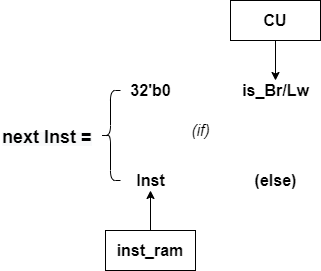 CU
32'b0 is_Br/Lw
next Inst = (if)
Inst (else)
inst_ram